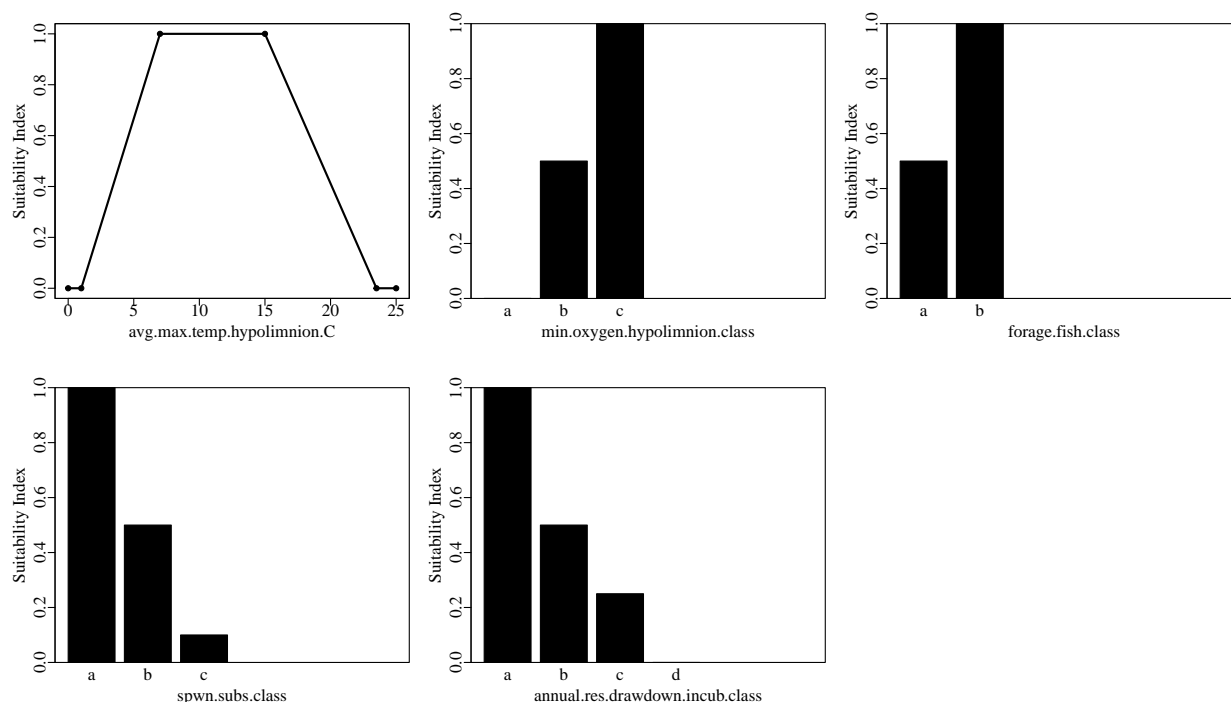 Suitability Index
0.0 0.2 0.4 0.6 0.8 1.0
0 5 10 15 20 25
avg.max.temp.hypolimnion.C
Suitability Index
0.0 0.2 0.4 0.6 0.8 1.0
a b c
min.oxygen.hypolimnion.class
Suitability Index
0.0 0.2 0.4 0.6 0.8 1.0
a b
forage.fish.class
Suitability Index
0.0 0.2 0.4 0.6 0.8 1.0
a b c
spwn.subs.class
Suitability Index
0.0 0.2 0.4 0.6 0.8 1.0
a b c d
annual.res.drawdown.incub.class